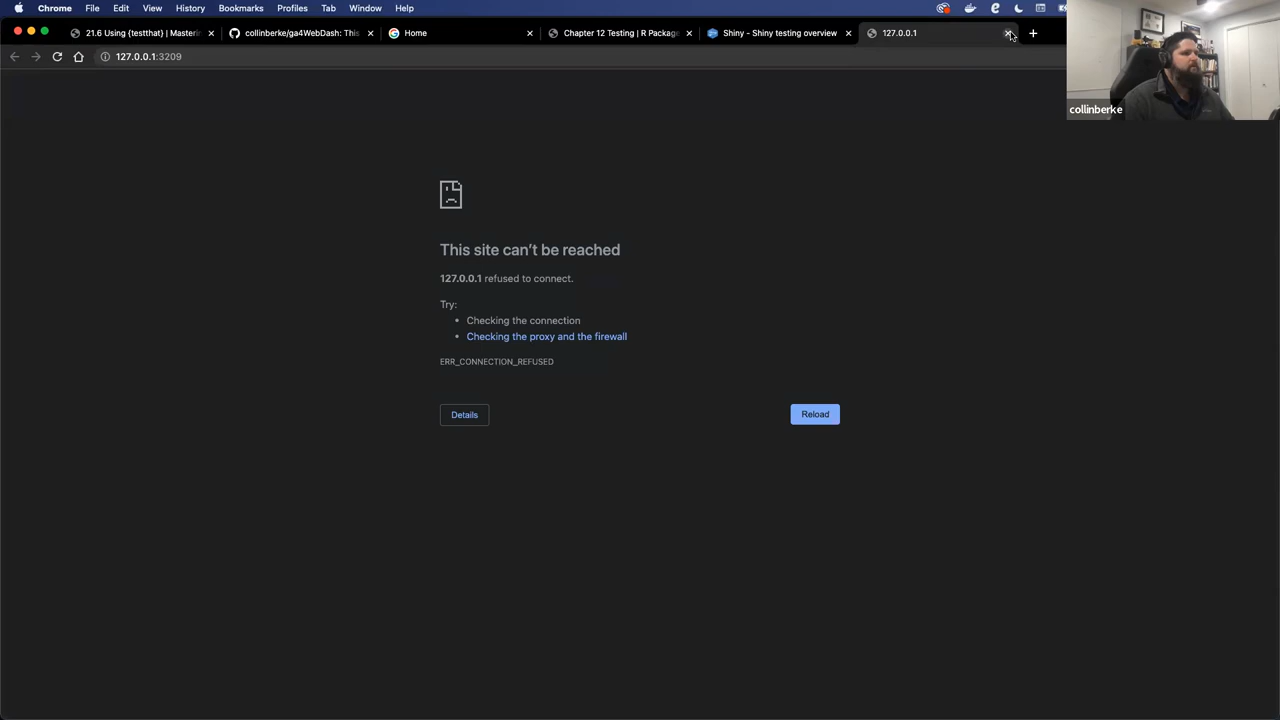 Chrome File Edit View History Bookmarks Profiles Tab Window Help
21.6 Using {testthat} | Masterin
collinberke/ga4WebDash: This
Home
Chapter 12 Testing | R Package
Shiny - Shiny testing overview
127.0.0.1
127.0.0.1:3209
collinberke
This site can't be reached
127.0.0.1 refused to connect.
Try:
• Checking the connection
• Checking the proxy and the firewall
ERR_CONNECTION_REFUSED
Details
Reload